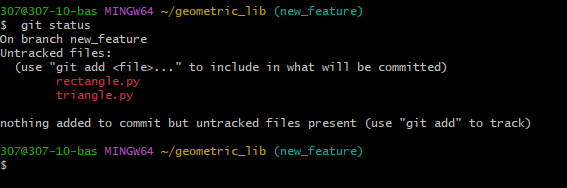 307@307-10-bas MINGW64 ~/geometric_lib (new_feature)
$  git status
On branch new_feature
Untracked files:
  (use "git add <file>..." to include in what will be committed)
        rectangle.py
        triangle.py

nothing added to commit but untracked files present (use "git add" to track)

307@307-10-bas MINGW64 ~/geometric_lib (new_feature)
$